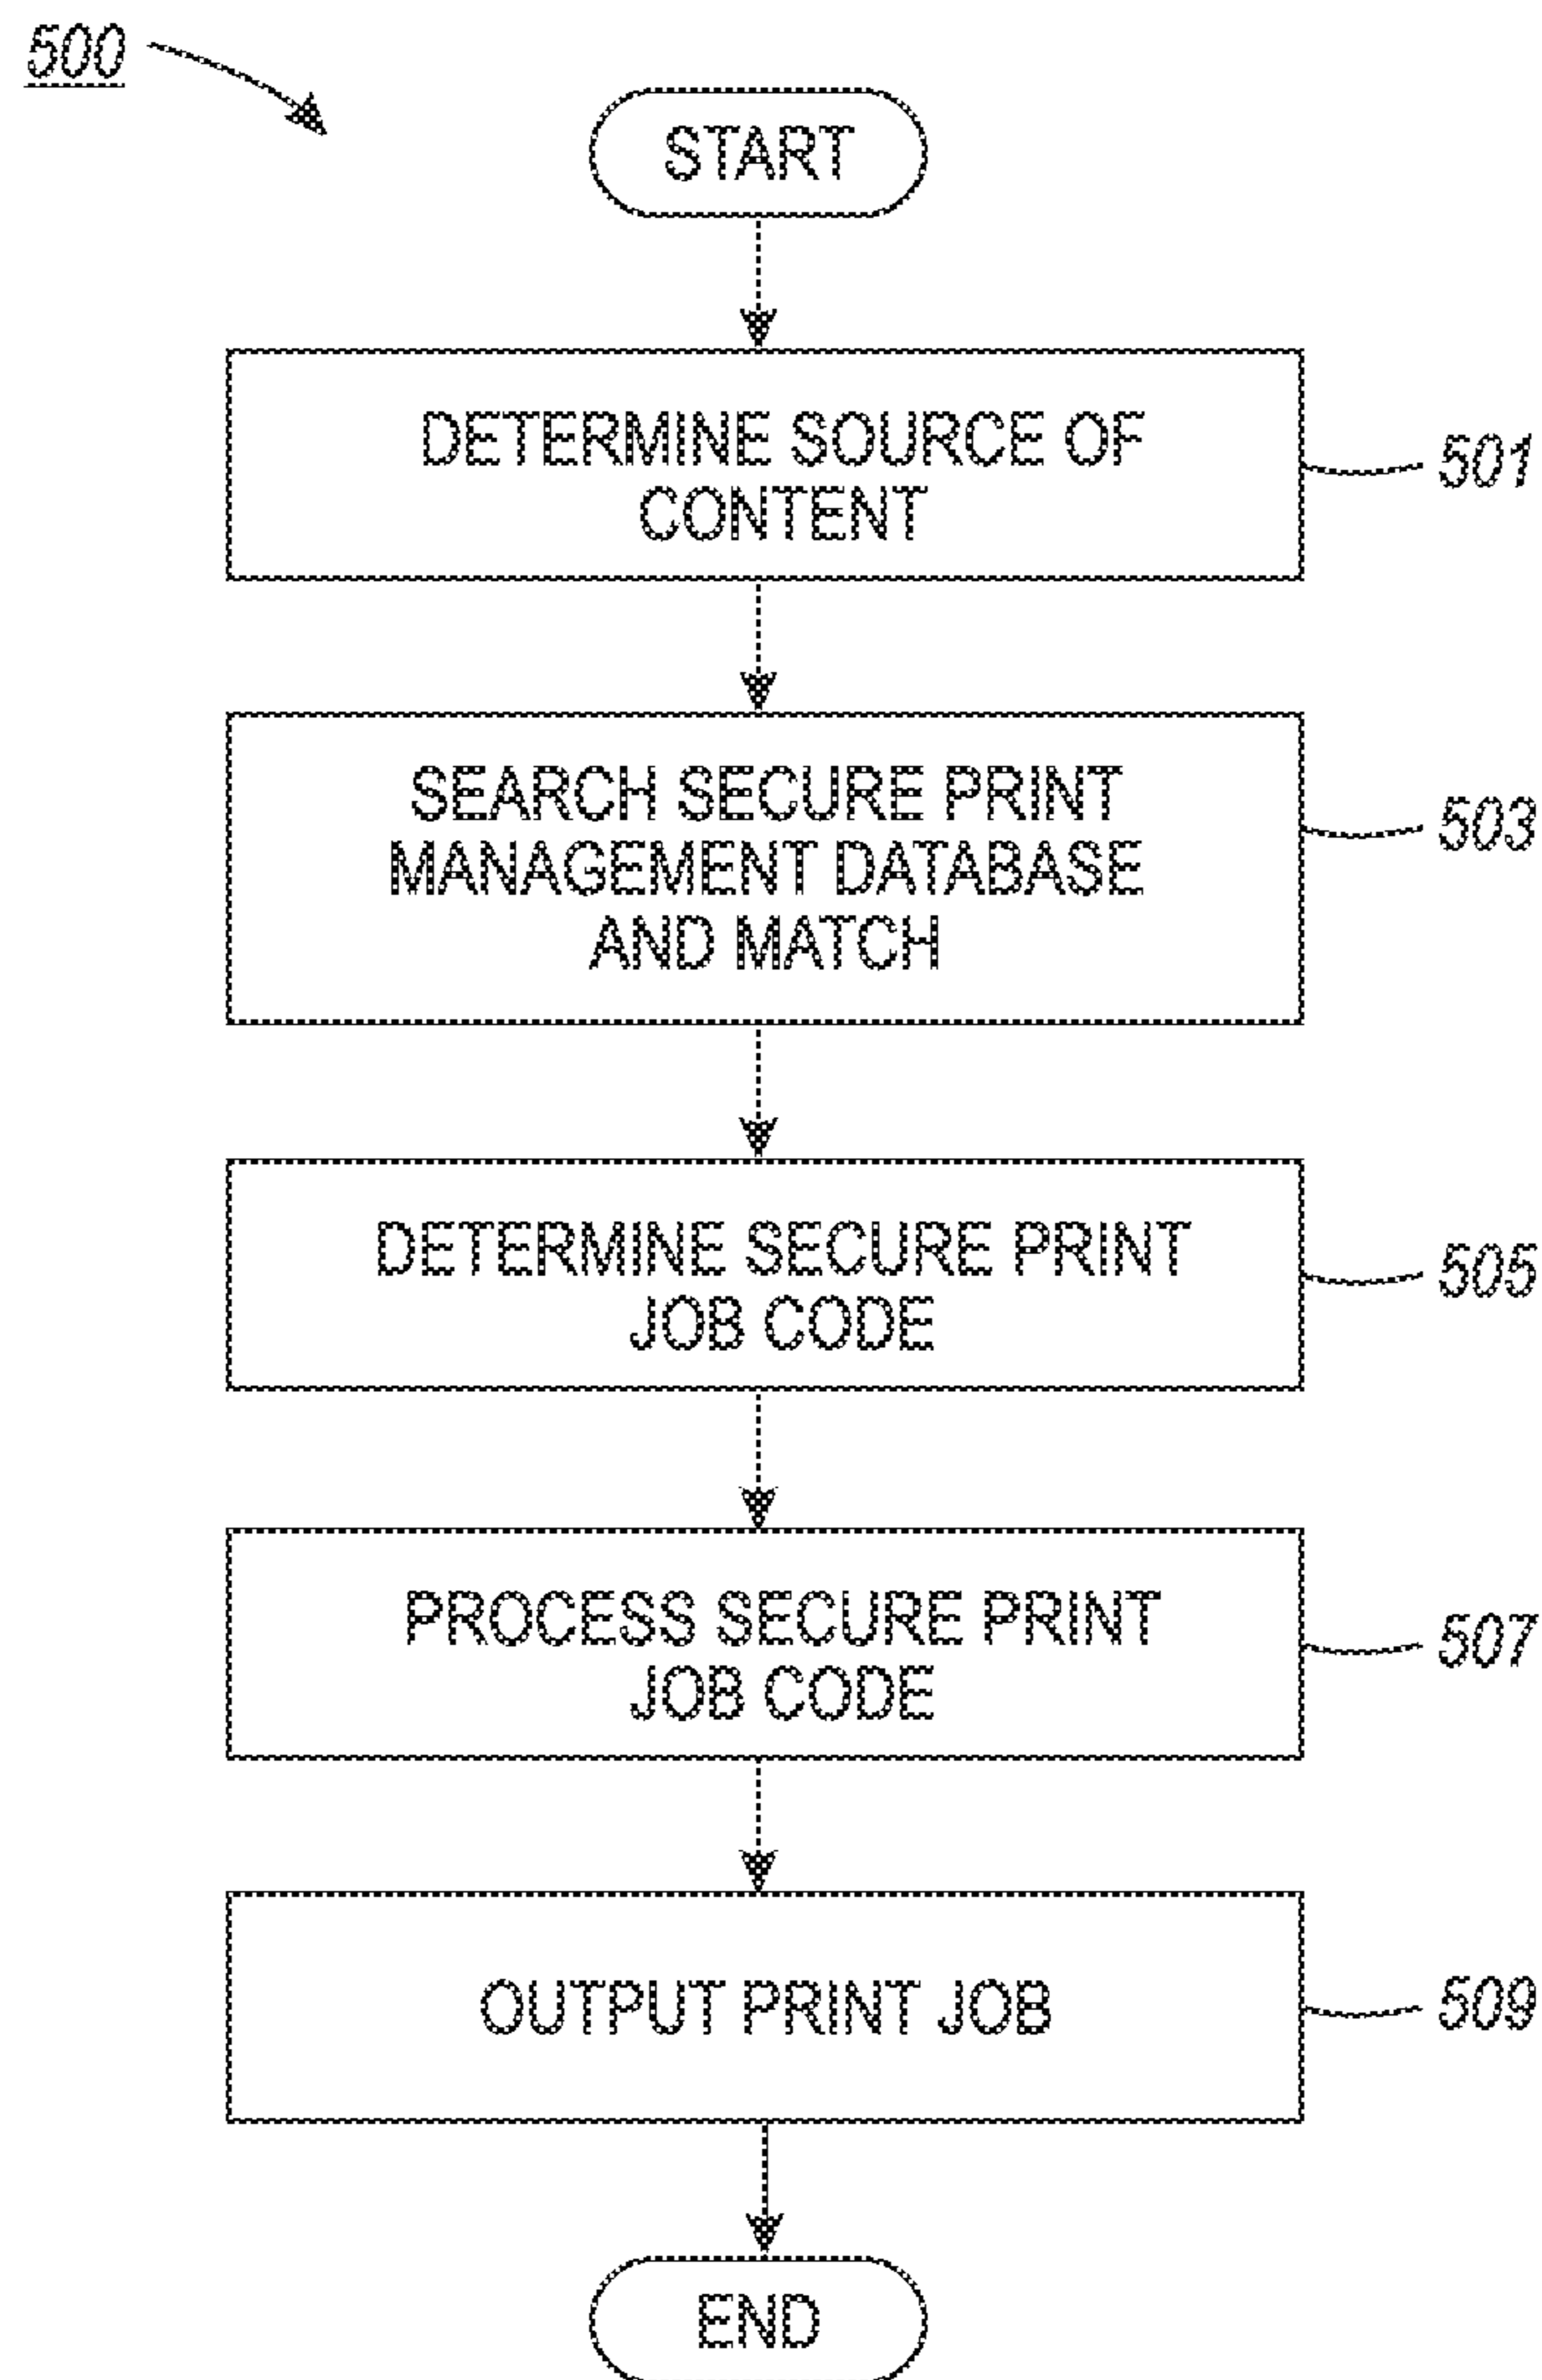 500
START
DETERMINE SOURCE OF
CONTENT
501
SEARCH SECURE PRINT
MANAGEMENT DATABASE
AND MATCH
503
DETERMINE SECURE PRINT
JOB CODE
505
PROCESS SECURE PRINT
JOB CODE
507
OUTPUT PRINT JOB
509
END